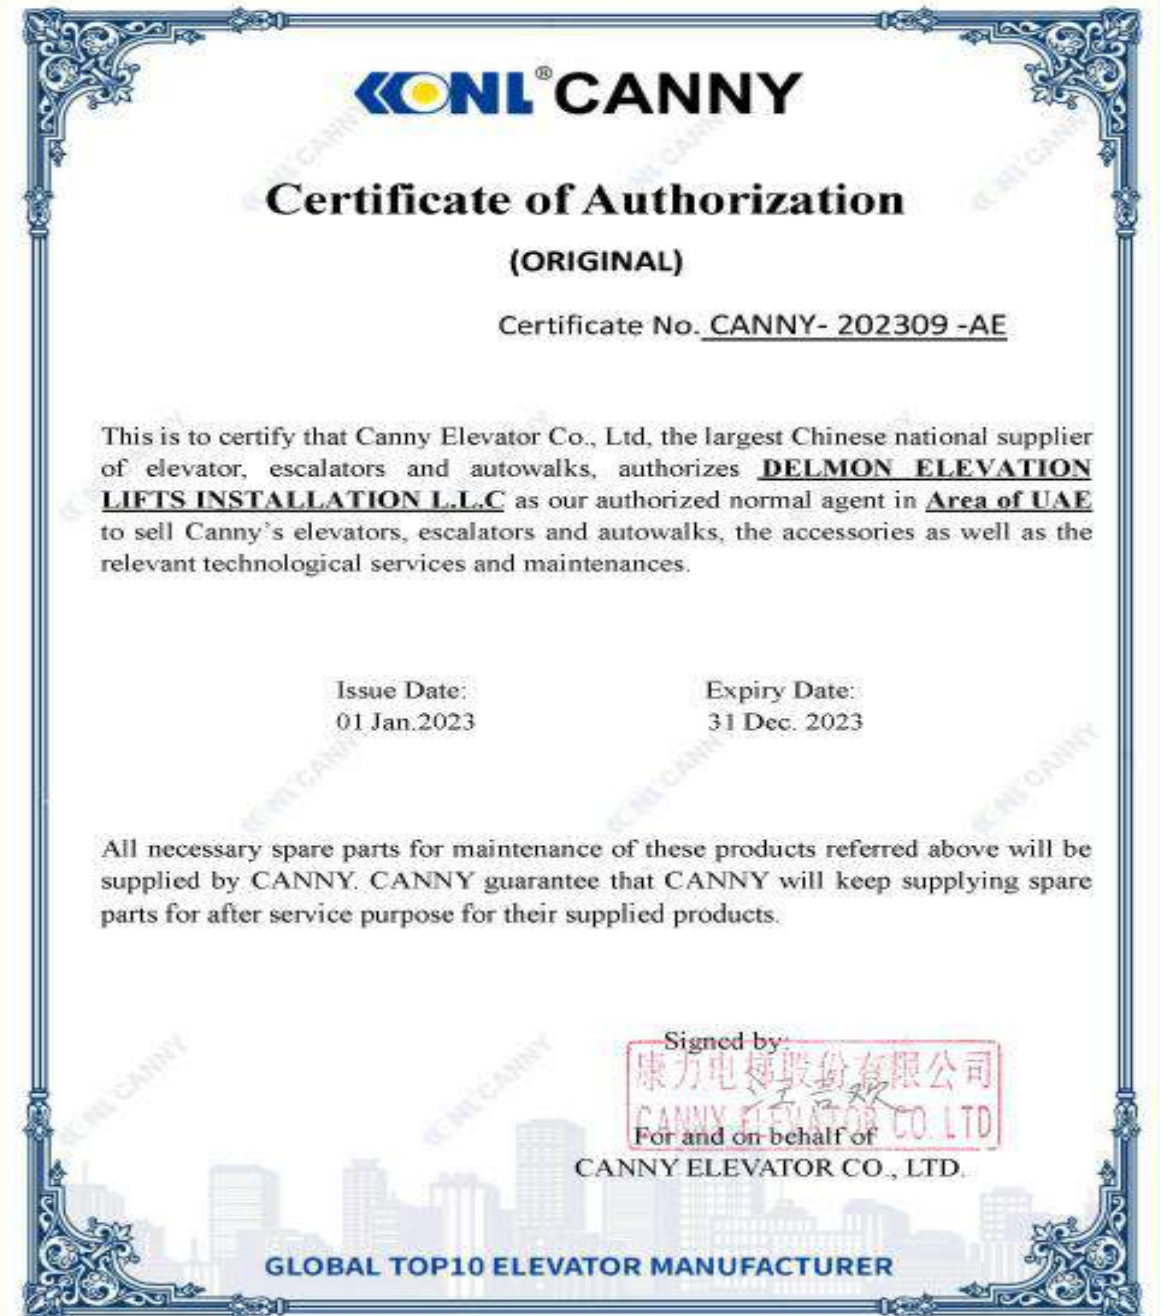 KONL®CANNY
Certificate of Authorization
(ORIGINAL)
Certificate No. CANNY- 202309 -AE
This is to certify that Canny Elevator Co., Ltd, the largest Chinese national supplier
of elevator, escalators and autowalks, authorizes DELMON ELEVATION
LIFTS INSTALLATION L.L.C as our authorized normal agent in Area of UAE
to sell Canny's elevators, escalators and autowalks, the accessories as well as the
relevant technological services and maintenances.
Issue Date: Expiry Date:
01 Jan.2023 31 Dec. 2023
All necessary spare parts for maintenance of these products referred above will be
supplied by CANNY. CANNY guarantee that CANNY will keep supplying spare
parts for after service purpose for their supplied products.
Signed by:
康力电梯股份有限公司
CANNY ELEVATOR CO. LTD
For and on behalf of
CANNY ELEVATOR CO., LTD.
GLOBAL TOP10 ELEVATOR MANUFACTURER